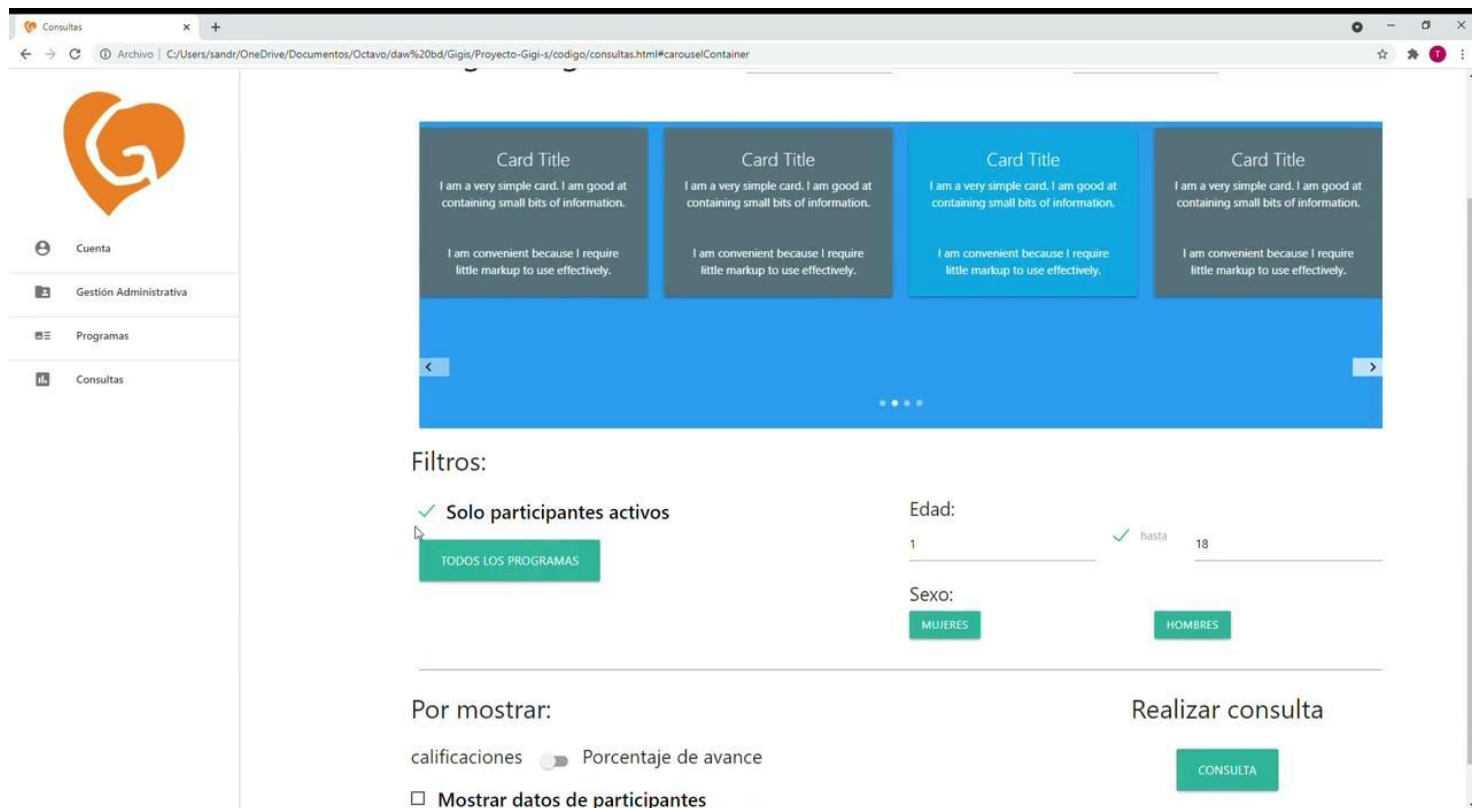 Consultas
Archivo | C:/Users/sandr/OneDrive/Documentos/Octavo/daw%20bd/Gigis/Proyecto-Gigi-s/codigo/consultas.html#carouselContainer
T
G
Cuenta
Gestión Administrativa
Programas
Consultas
Card Title
I am a very simple card. I am good at
containing small bits of information.
I am convenient because I require
little markup to use effectively.
Card Title
I am a very simple card. I am good at
containing small bits of information.
I am convenient because I require
little markup to use effectively.
Card Title
I am a very simple card. I am good at
containing small bits of information.
I am convenient because I require
little markup to use effectively.
Card Title
I am a very simple card. I am good at
containing small bits of information.
I am convenient because I require
little markup to use effectively.
Filtros:
Solo participantes activos
TODOS LOS PROGRAMAS
Edad:
1
hasta
18
Sexo:
MUJERES
HOMBRES
Por mostrar:
calificaciones Porcentaje de avance
Mostrar datos de participantes
Realizar consulta
CONSULTA